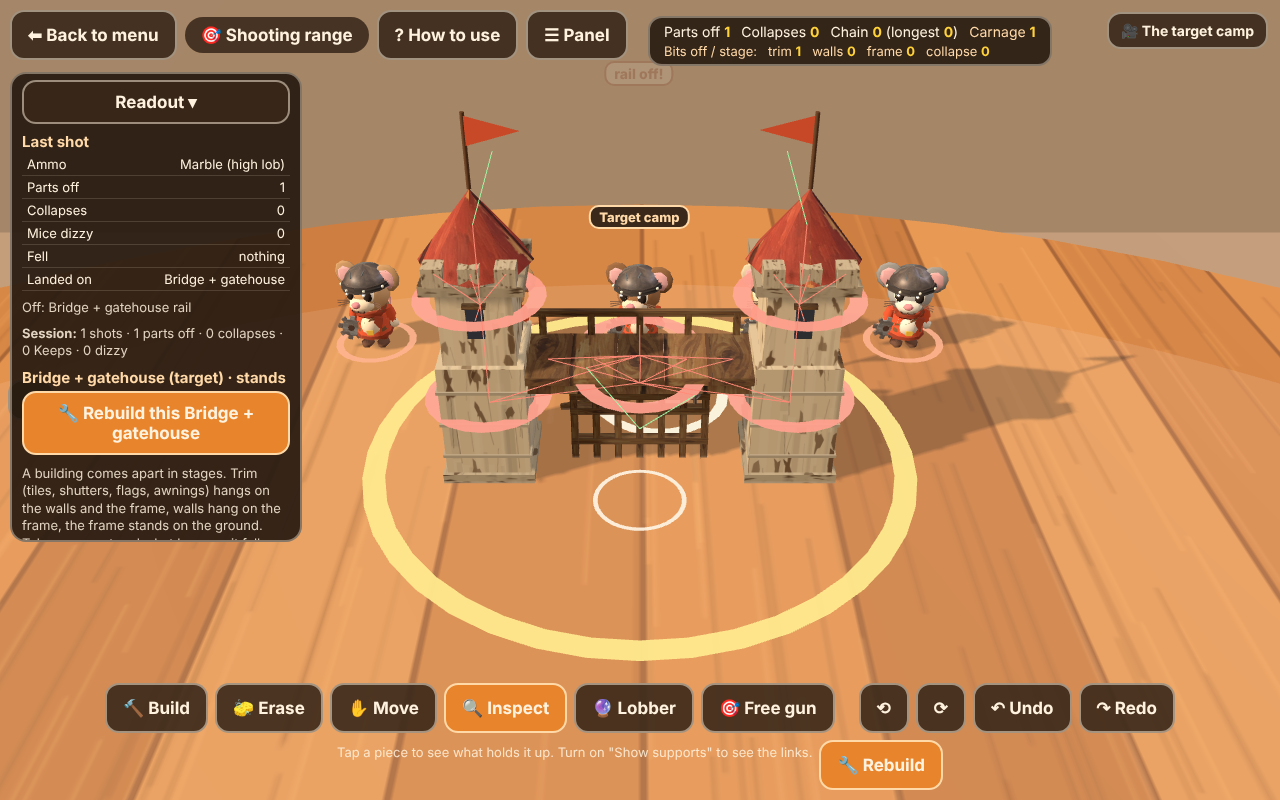 ⬅ Back to menu
🎯 Shooting range
? How to use
☰ Panel
Parts off 1 Collapses 0 Chain 0 (longest 0) Carnage 1
Bits off / stage: trim 1 walls 0 frame 0 collapse 0
🎥 The target camp
rail off!
Readout ▾
Last shot
Ammo Marble (high lob)
Parts off 1
Collapses 0
Mice dizzy 0
Fell nothing
Landed on Bridge + gatehouse
Off: Bridge + gatehouse rail
Session: 1 shots · 1 parts off · 0 collapses ·
0 Keeps · 0 dizzy
Bridge + gatehouse (target) · stands
🔧 Rebuild this Bridge +
gatehouse
A building comes apart in stages. Trim
(tiles, shutters, flags, awnings) hangs on
the walls and the frame, walls hang on the
frame, the frame stands on the ground.
Target camp
🔨 Build
🧽 Erase
✋ Move
🔍 Inspect
🔮 Lobber
🎯 Free gun
⟲
⟳
↶ Undo
↷ Redo
Tap a piece to see what holds it up. Turn on "Show supports" to see the links.
🔧 Rebuild